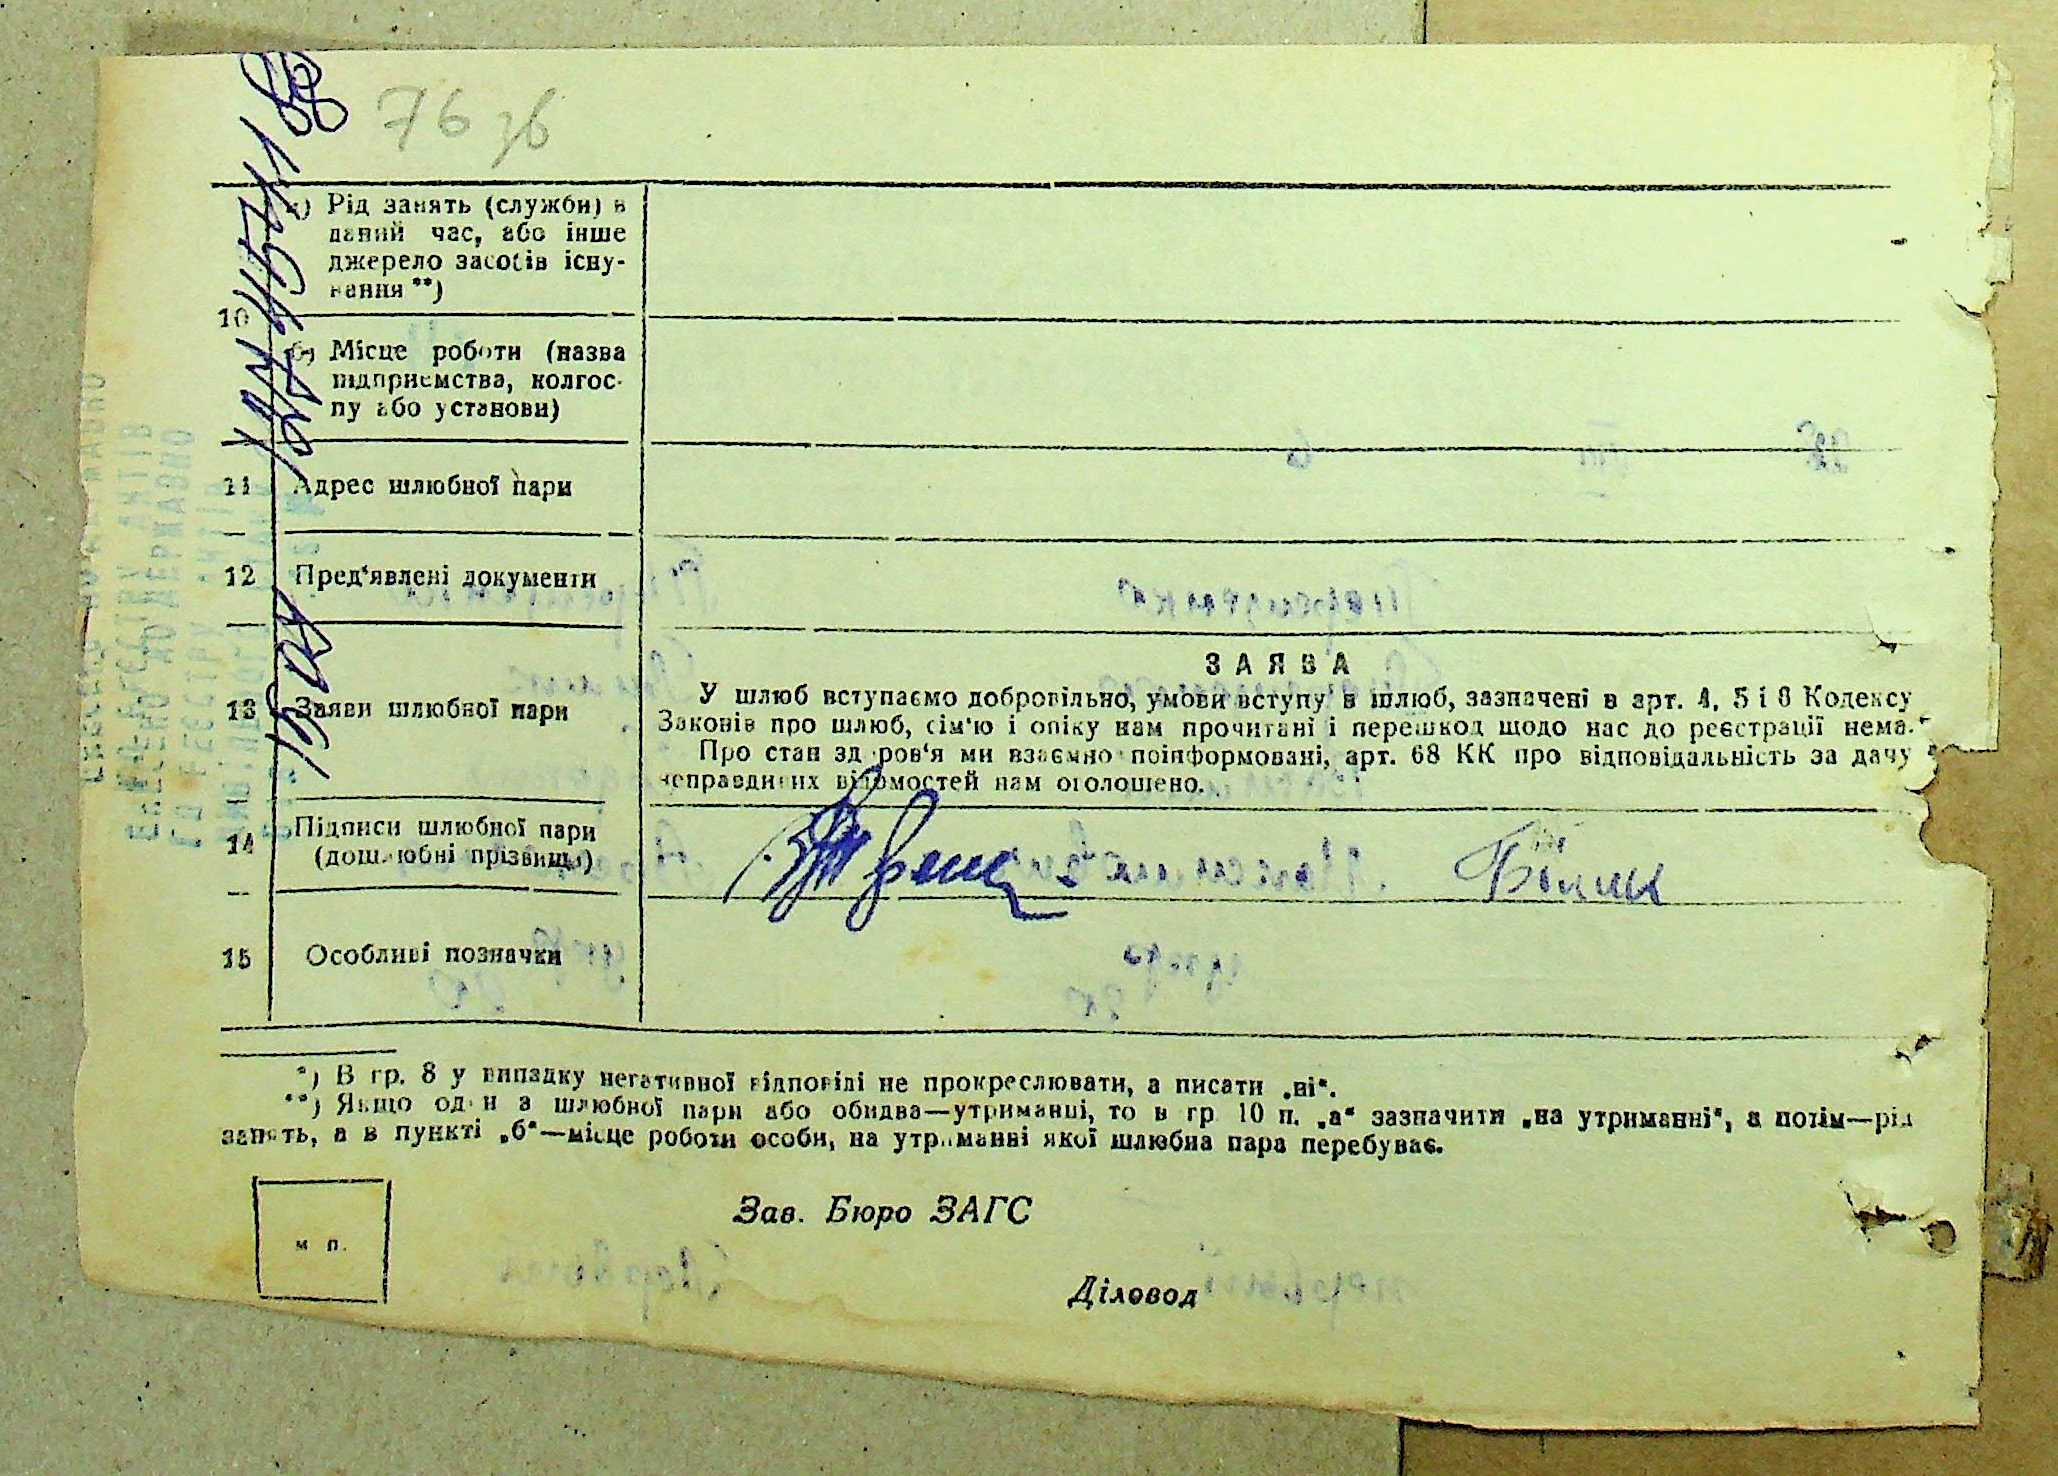 76 зв
10
а) Рід занять (служби) в
даний час, або інше
джерело засобів існу-
вання **)
б) Місце роботи (назва
підприємства, колгос-
пу або установи)
11 Адрес шлюбної пари
12 Пред'явлені документи
13 Заяви шлюбної пари
ЗАЯВА
У шлюб вступаємо добровільно, умови вступу в шлюб, зазначені в арт. 4, 5 і 8 Кодексу
Законів про шлюб, сім'ю і опіку нам прочитані і перешкод щодо нас до реєстрації нема.
Про стан здоров'я ми взаємно поінформовані, арт. 68 КК про відповідальність за дачу
неправдивих відомостей нам оголошено.
14 Підписи шлюбної пари
(дошлюбні прізвища)
15 Особливі позначки
*) В гр. 8 у випадку негативної відповіді не прокреслювати, а писати „ні“.
**) Якщо один з шлюбної пари або обидва—утриманці, то в гр. 10 п. „а“ зазначити „на утриманні“, а потім—рід
занять, а в пункті „б“—місце роботи особи, на утриманні якої шлюбна пара перебуває.
м п.
Зав. Бюро ЗАГС
Діловод